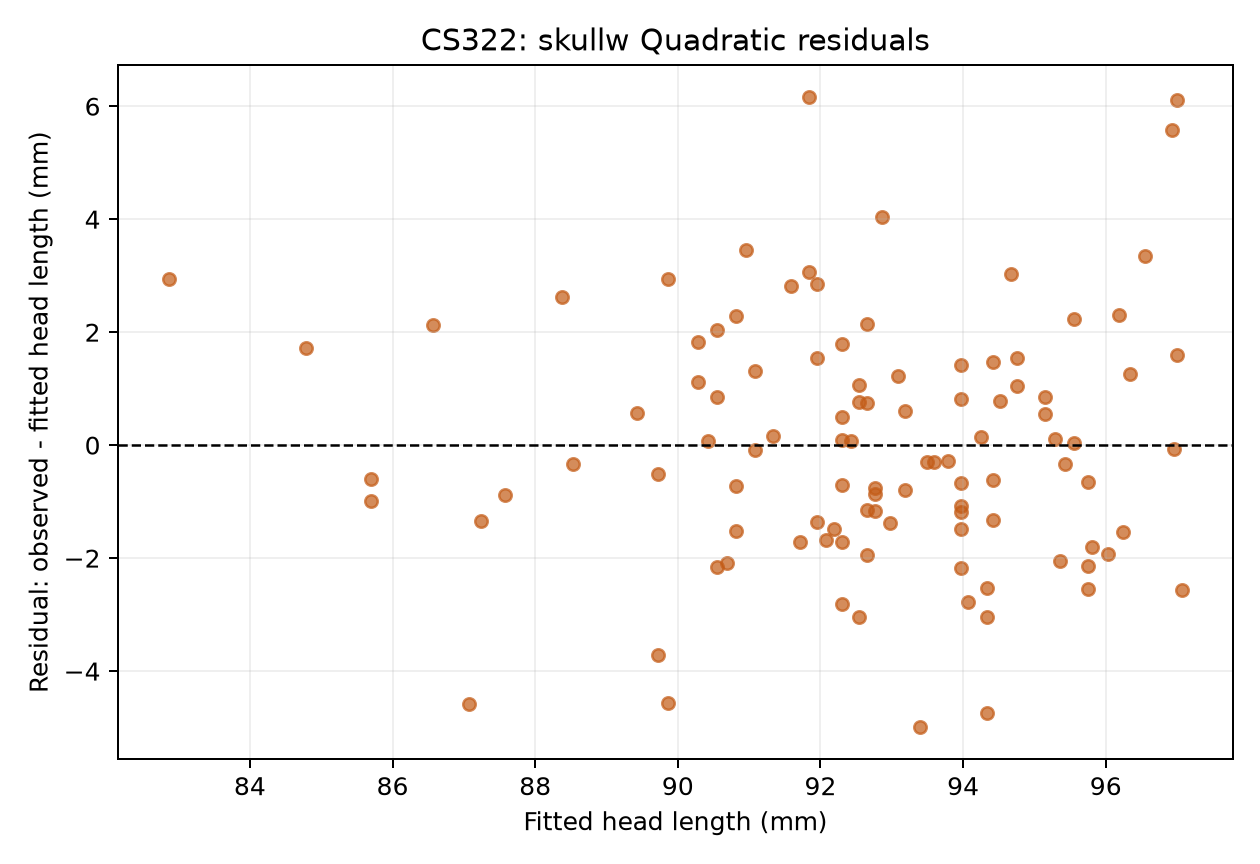 CS322: skullw Quadratic residuals
Residual: observed - fitted head length (mm)
6
4
2
0
−2
−4
84 86 88 90 92 94 96
Fitted head length (mm)